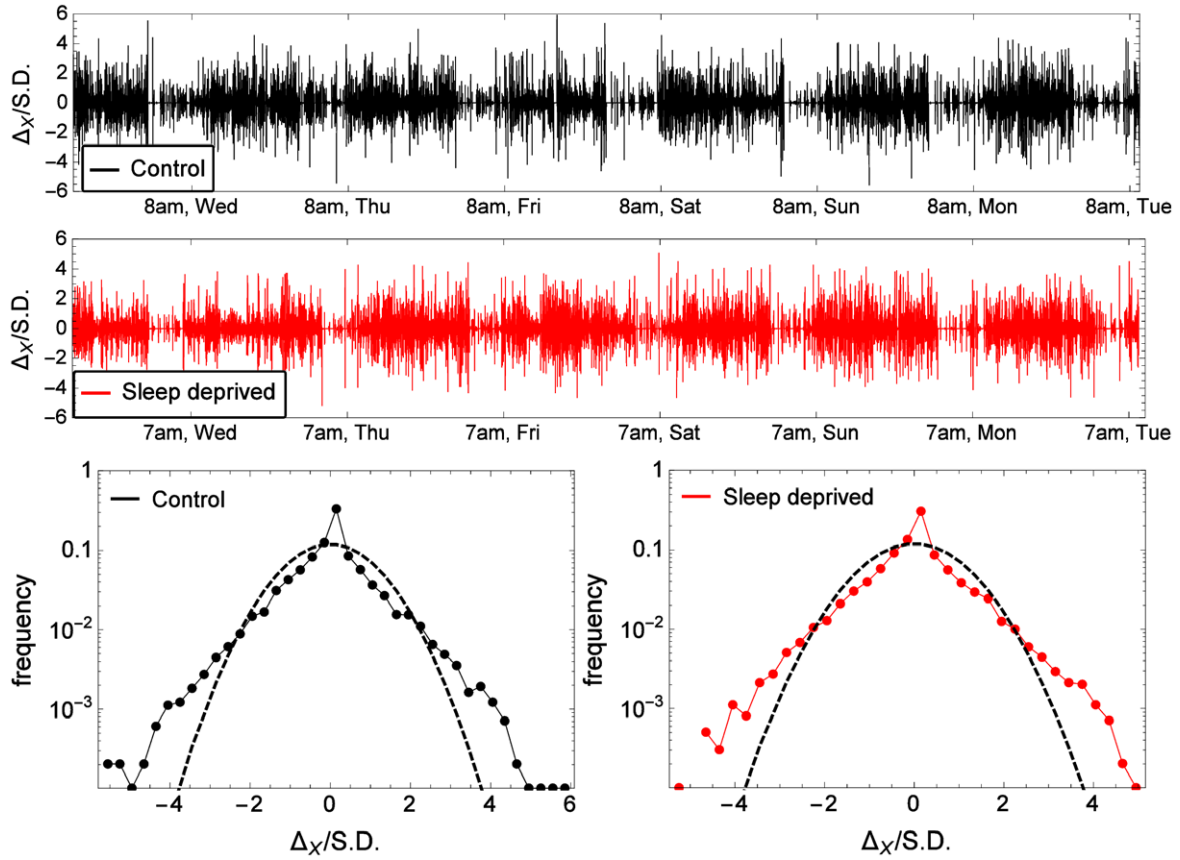 6
4
2
0
−2
−4
−6
Δx/S.D.
Control
8am, Wed 8am, Thu 8am, Fri 8am, Sat 8am, Sun 8am, Mon 8am, Tue
6
4
2
0
−2
−4
−6
Δx/S.D.
Sleep deprived
7am, Wed 7am, Thu 7am, Fri 7am, Sat 7am, Sun 7am, Mon 7am, Tue
1
0.1
10⁻²
10⁻³
frequency
Control
−4 −2 0 2 4 6
Δx/S.D.
1
0.1
10⁻²
10⁻³
frequency
Sleep deprived
−4 −2 0 2 4
Δx/S.D.